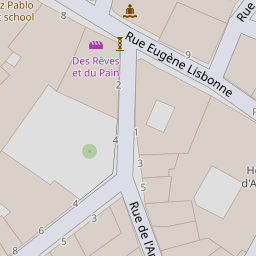 z Pablo
t school
8
Rue Eugène Lisbonne
9
Des Rêves
et du Pain
2
4
1
3
5
4
6
8
3
5
Rue de l'A
H
d'A